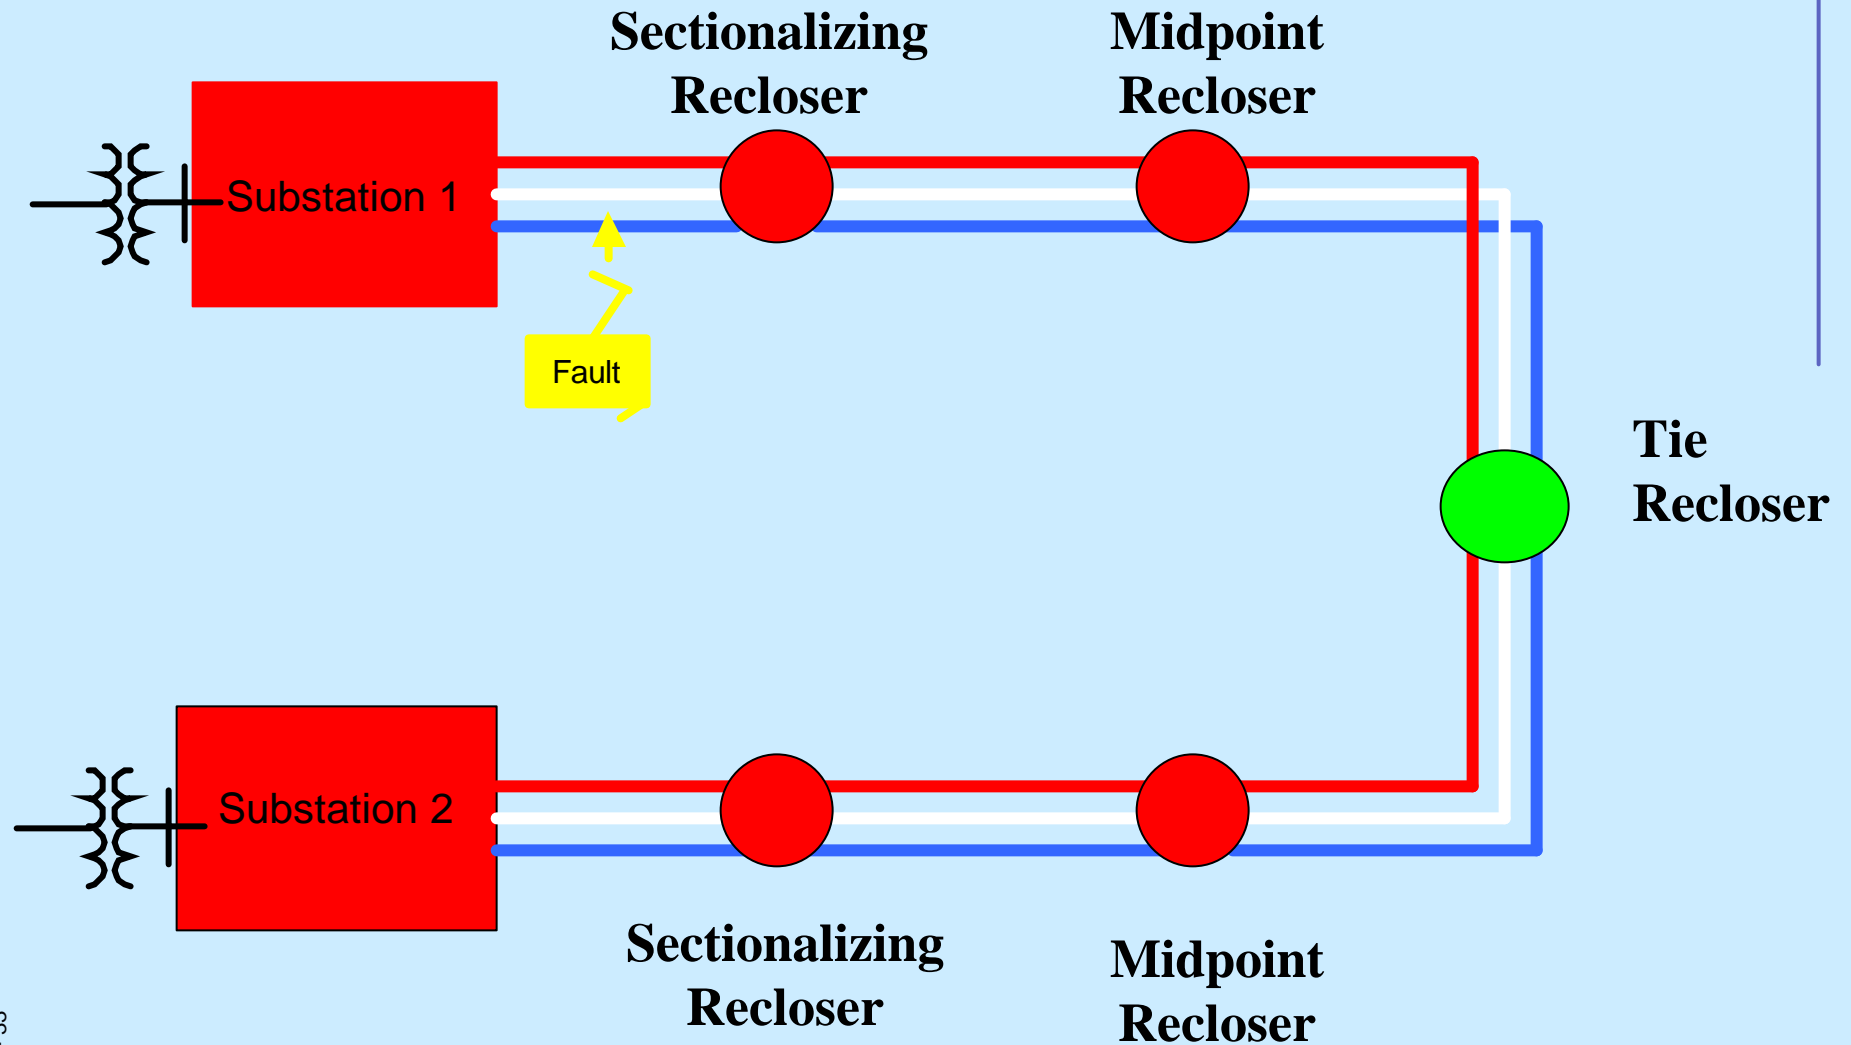 Sectionalizing
Recloser
Midpoint
Recloser
Substation 1
Fault
Tie
Recloser
Substation 2
Sectionalizing
Recloser
Midpoint
Recloser